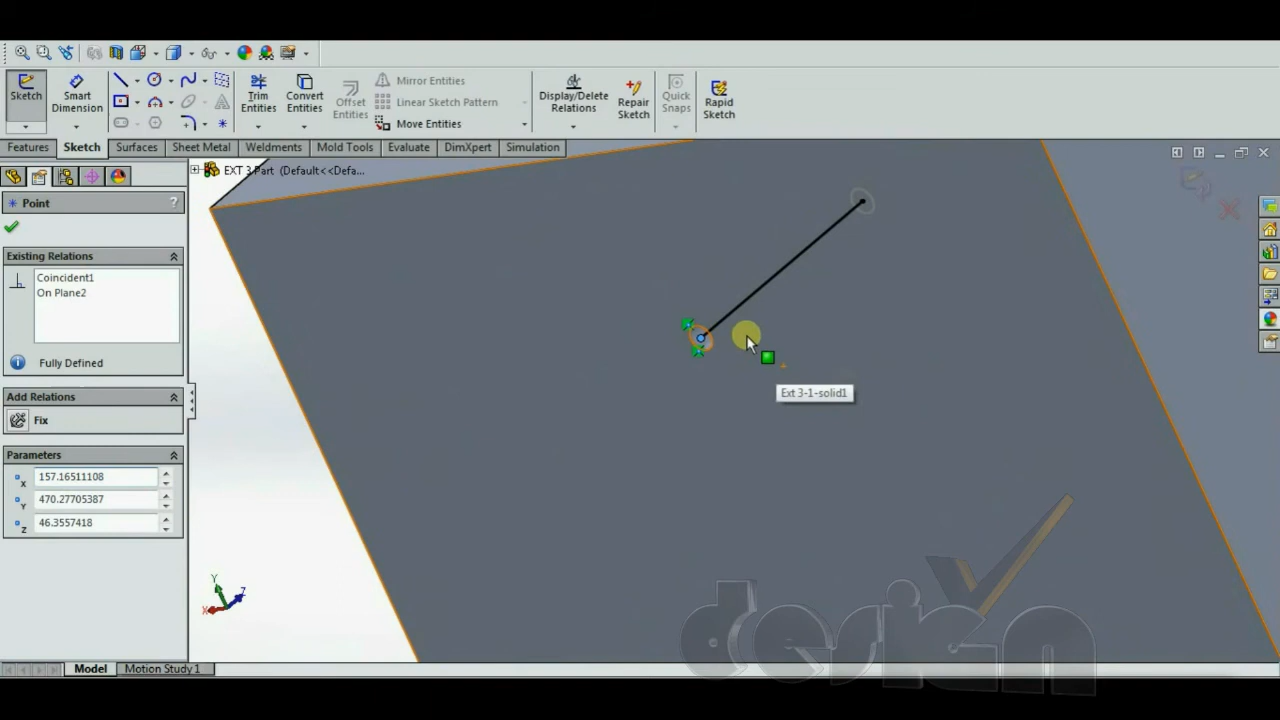 Sketch
Smart Dimension
Trim Entities
Convert Entities
Offset Entities
Mirror Entities
Linear Sketch Pattern
Move Entities
Display/Delete Relations
Repair Sketch
Quick Snaps
Rapid Sketch
Features
Sketch
Surfaces
Sheet Metal
Weldments
Mold Tools
Evaluate
DimXpert
Simulation
EXT 3 Part (Default<<Defa...
Point
?
Existing Relations
Coincident1
On Plane2
Fully Defined
Add Relations
Fix
Parameters
X 157.16511108
Y 470.27705387
Z 46.3557418
Ext 3-1-solid1
Y
Z
X
design
Model
Motion Study 1